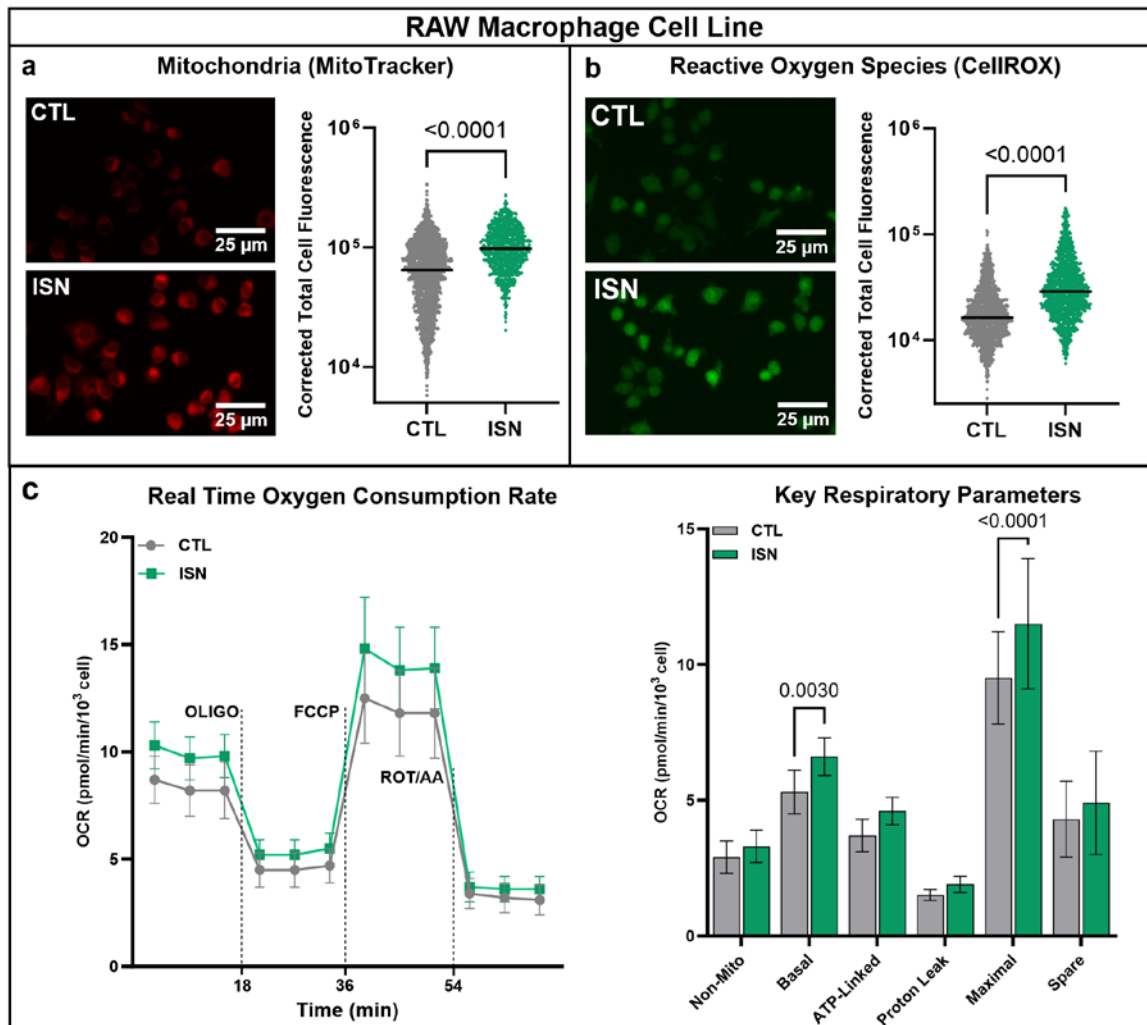 RAW Macrophage Cell Line
a
Mitochondria (MitoTracker)
CTL
25 µm
ISN
25 µm
Corrected Total Cell Fluorescence
10⁶
10⁵
10⁴
<0.0001
CTL
ISN
b
Reactive Oxygen Species (CellROX)
CTL
25 µm
ISN
25 µm
Corrected Total Cell Fluorescence
10⁶
10⁵
10⁴
<0.0001
CTL
ISN
c
Real Time Oxygen Consumption Rate
OCR (pmol/min/10³ cell)
20
15
10
5
0
CTL
ISN
OLIGO
FCCP
ROT/AA
18
36
54
Time (min)
Key Respiratory Parameters
OCR (pmol/min/10³ cell)
15
10
5
0
CTL
ISN
0.0030
<0.0001
Non-Mito
Basal
ATP-Linked
Proton Leak
Maximal
Spare